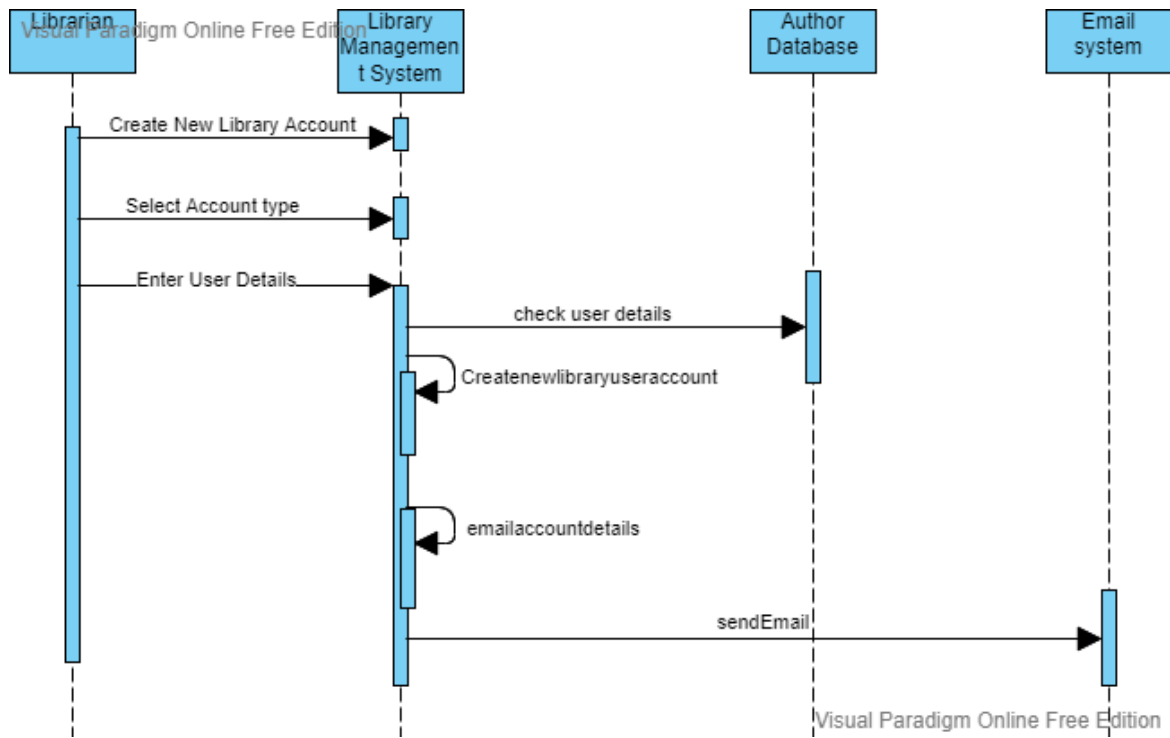 Librarian
Visual Paradigm Online Free Edition
Library
Managemen
t System
Author
Database
Email
system
Create New Library Account
Select Account type
Enter User Details
check user details
Createnewlibraryuseraccount
emailaccountdetails
sendEmail
Visual Paradigm Online Free Edition